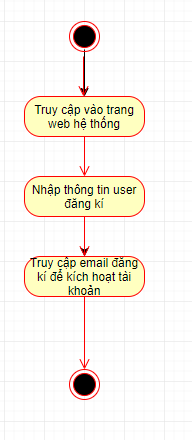 Truy cập vào trang
web hệ thống
Nhập thông tin user
đăng kí
Truy cập email đăng
kí để kích hoạt tài
khoản